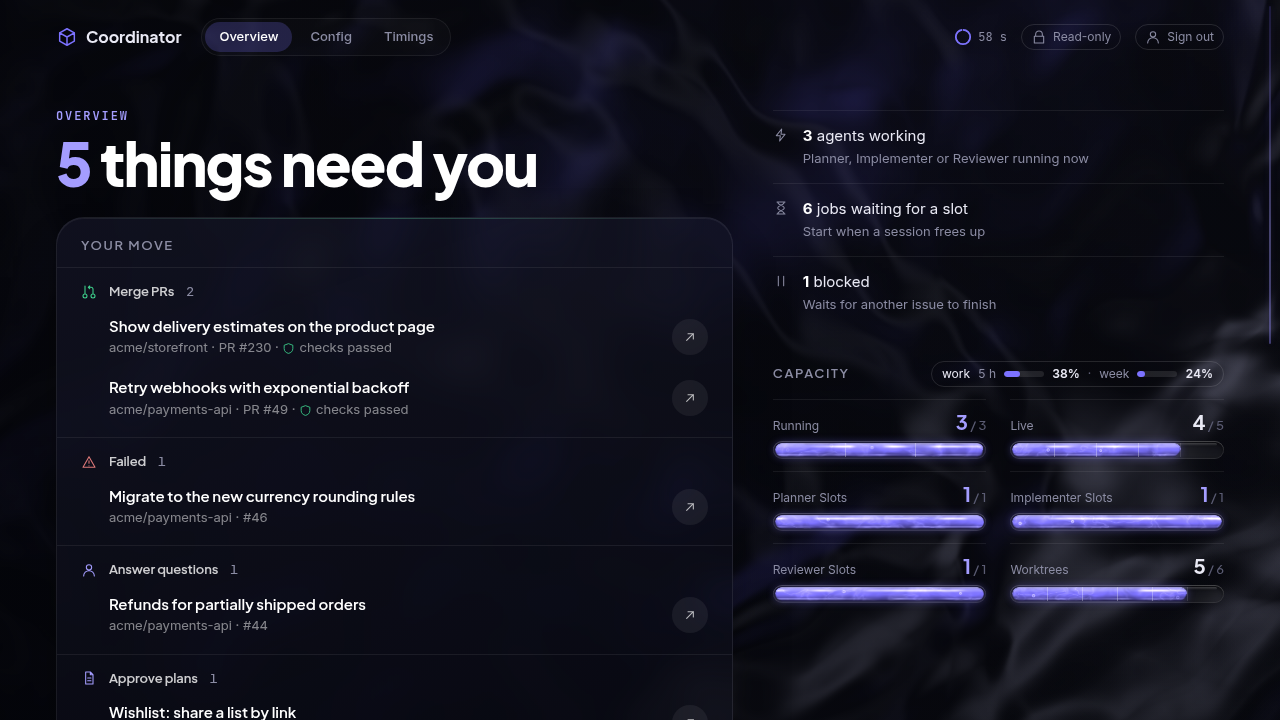 Coordinator
Overview
Config
Timings
58 s
Read-only
Sign out
OVERVIEW
5 things need you
YOUR MOVE
Merge PRs 2
Show delivery estimates on the product page
acme/storefront · PR #230 · checks passed
Retry webhooks with exponential backoff
acme/payments-api · PR #49 · checks passed
Failed 1
Migrate to the new currency rounding rules
acme/payments-api · #46
Answer questions 1
Refunds for partially shipped orders
acme/payments-api · #44
Approve plans 1
Wishlist: share a list by link
3 agents working
Planner, Implementer or Reviewer running now
6 jobs waiting for a slot
Start when a session frees up
1 blocked
Waits for another issue to finish
CAPACITY
work 5 h 38% · week 24%
Running 3 / 3
Live 4 / 5
Planner Slots 1 / 1
Implementer Slots 1 / 1
Reviewer Slots 1 / 1
Worktrees 5 / 6